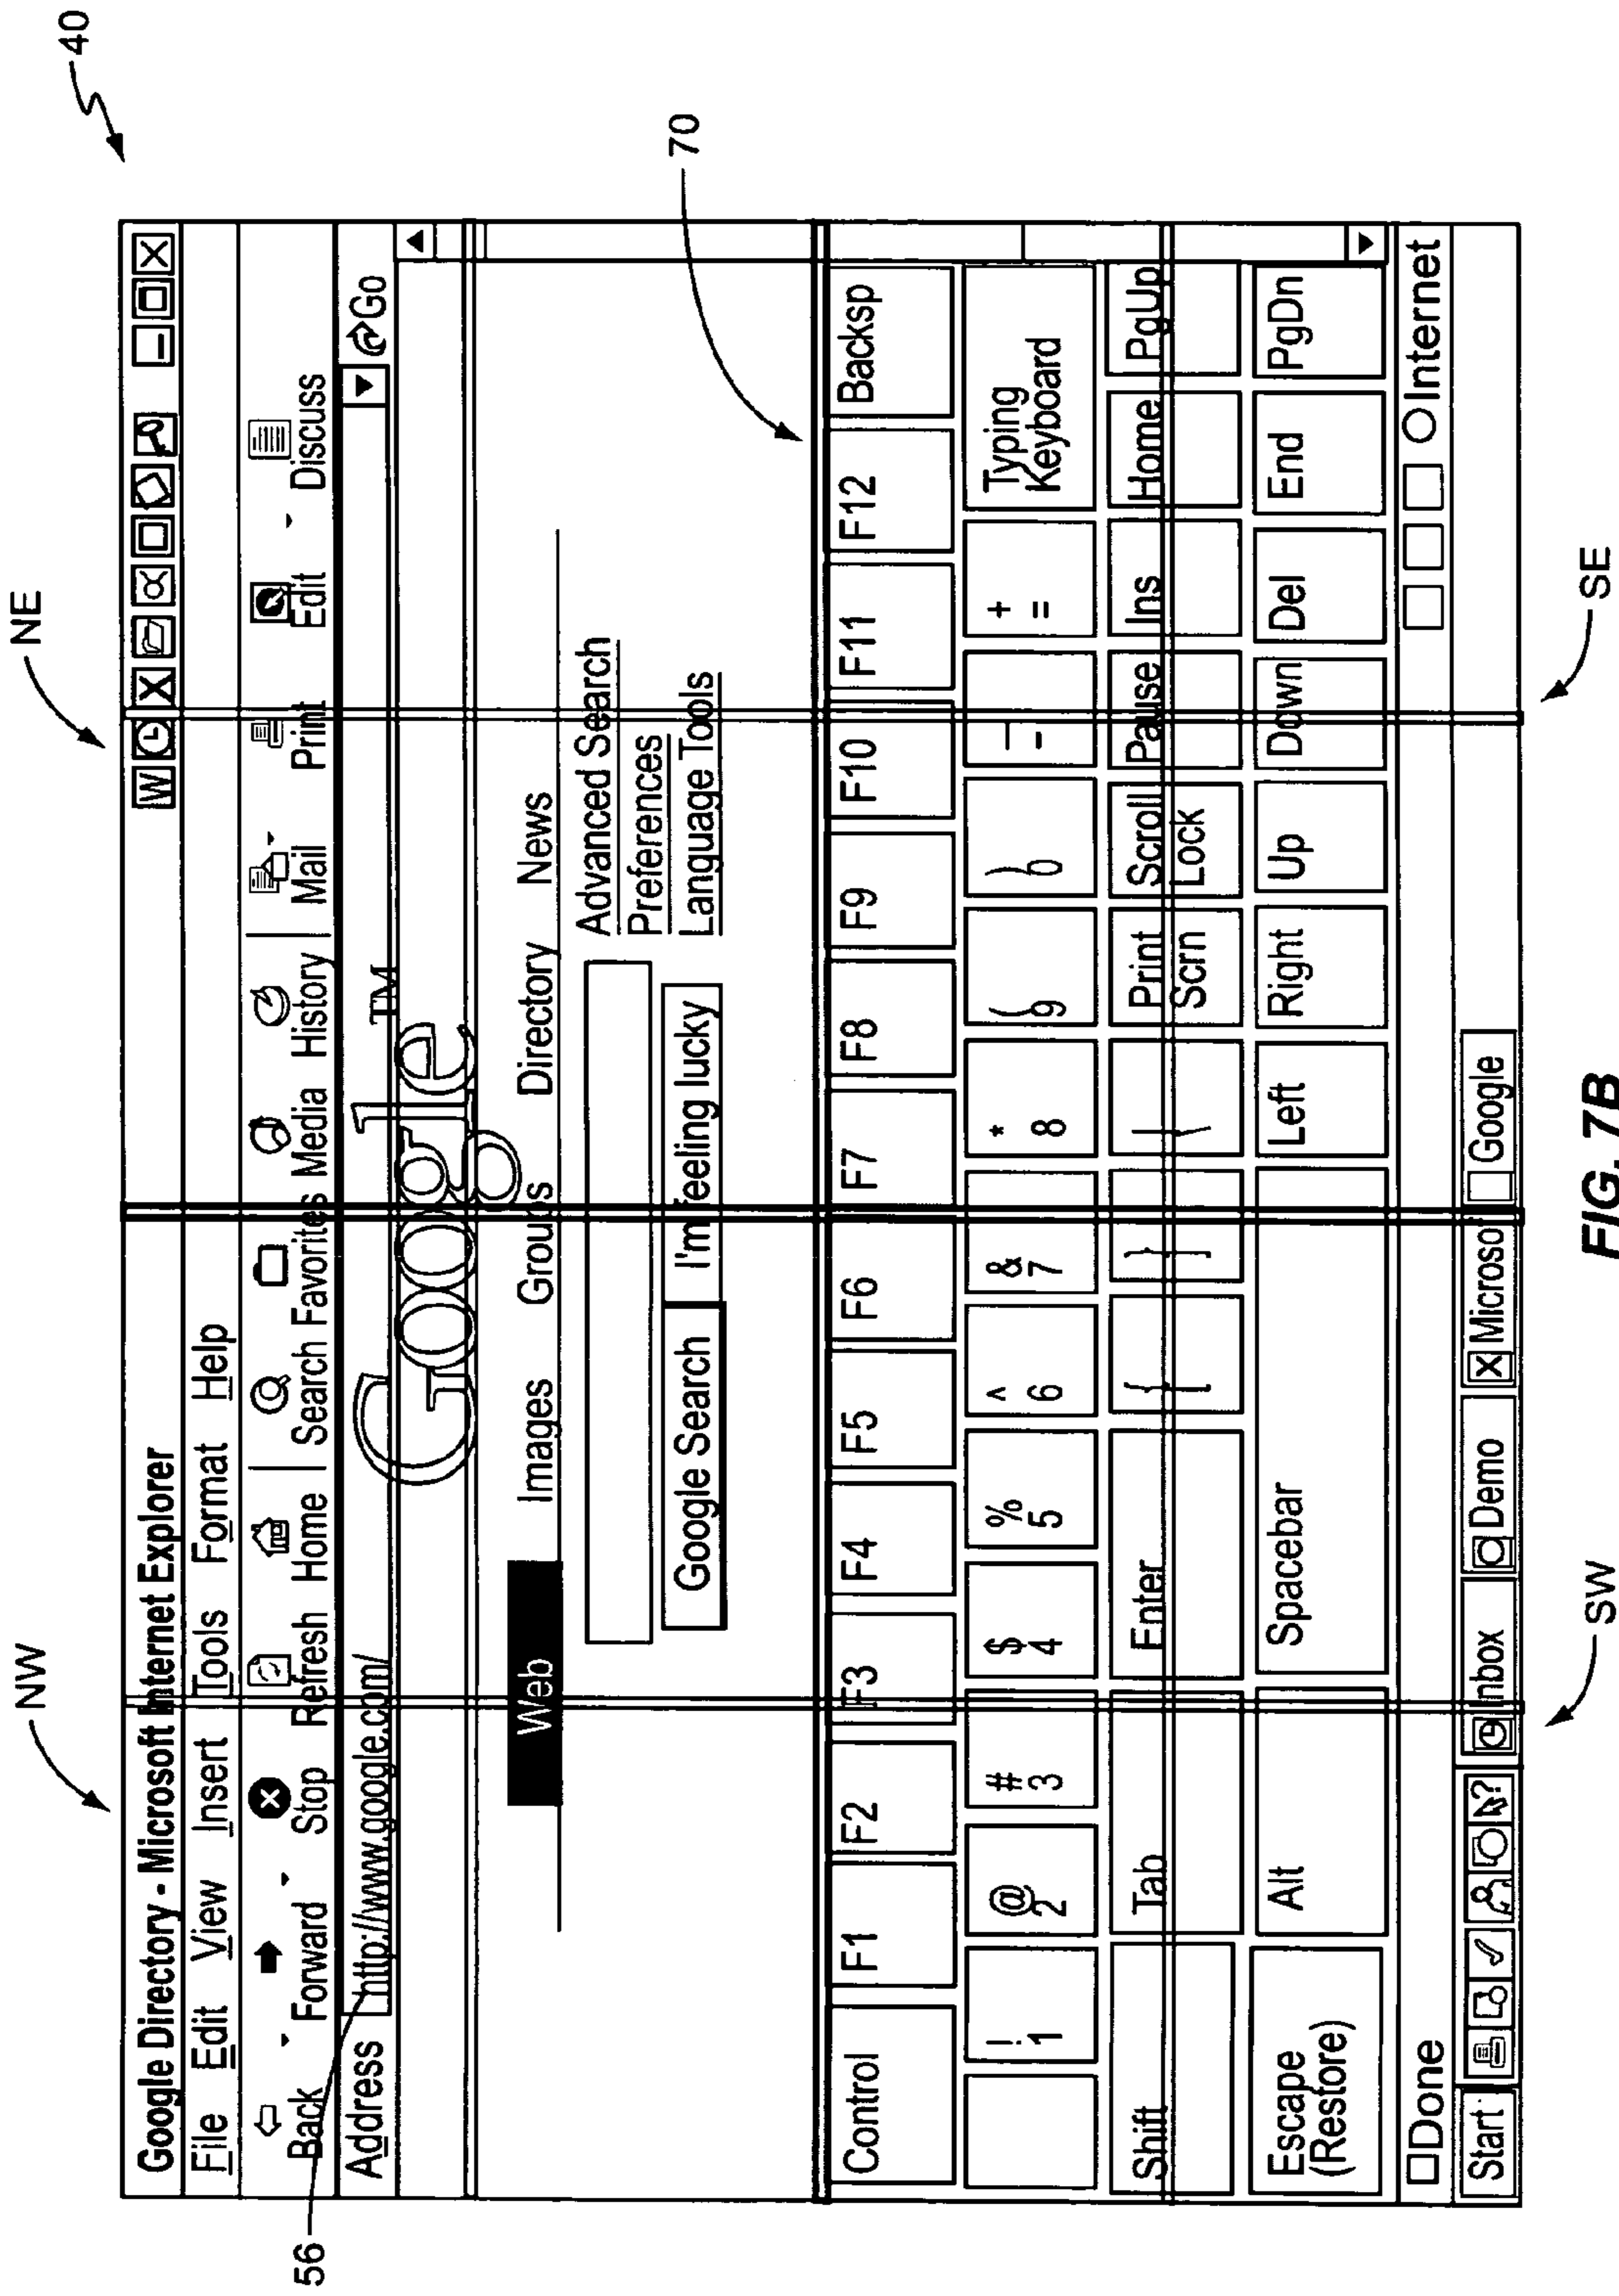 NW
NE
40
Google Directory - Microsoft Internet Explorer
W X X
File Edit View Insert Tools Format Help
Back Forward Stop Refresh Home Search Favorites Media History Mail Print Edit Discuss
Address http://www.google.com/ Go
56
Google TM
Web Images Groups Directory News
Advanced Search
Preferences
Language Tools
Google Search I'm feeling lucky
70
Control F1 F2 F3 F4 F5 F6 F7 F8 F9 F10 F11 F12 Backsp
! @ # $ % ^ & * ( ) _ + Typing
1 2 3 4 5 6 7 8 9 0 - = Keyboard
Shift Tab Enter { } | Print Scroll Pause Ins Home PgUp
[ ] \ Scrn Lock
Escape Alt Spacebar Left Right Up Down Del End PgDn
(Restore)
Done Internet
Start ? Inbox Demo X Microso Google
SW
SE
FIG. 7B